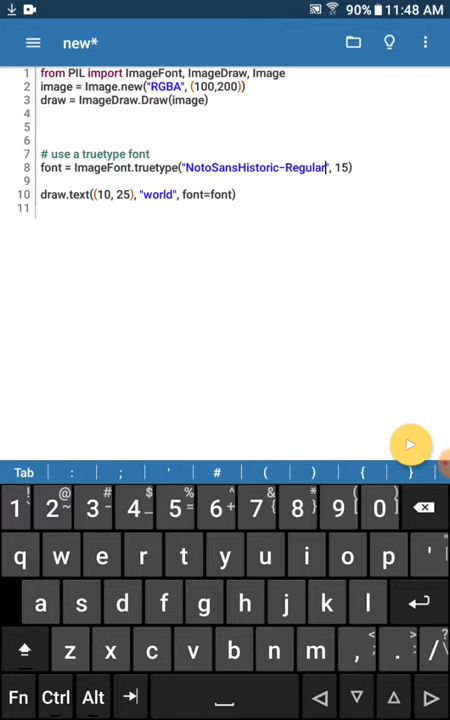 90% 11:48 AM
new*
1 from PIL import ImageFont, ImageDraw, Image
2 image = Image.new("RGBA", (100,200))
3 draw = ImageDraw.Draw(image)
4
5
6
7 # use a truetype font
8 font = ImageFont.truetype("NotoSansHistoric-Regular", 15)
9
10 draw.text((10, 25), "world", font=font)
11
Tab : ; ' # ( ) { }
1 ! 2 @ ~ 3 # - 4 $ _ 5 % = 6 ^ + 7 & { 8 * } 9 ( [ 0 ) ]
q w e r t y u i o p ' "
a s d f g h j k l
z x c v b n m , < ; . > : / ?
Fn Ctrl Alt